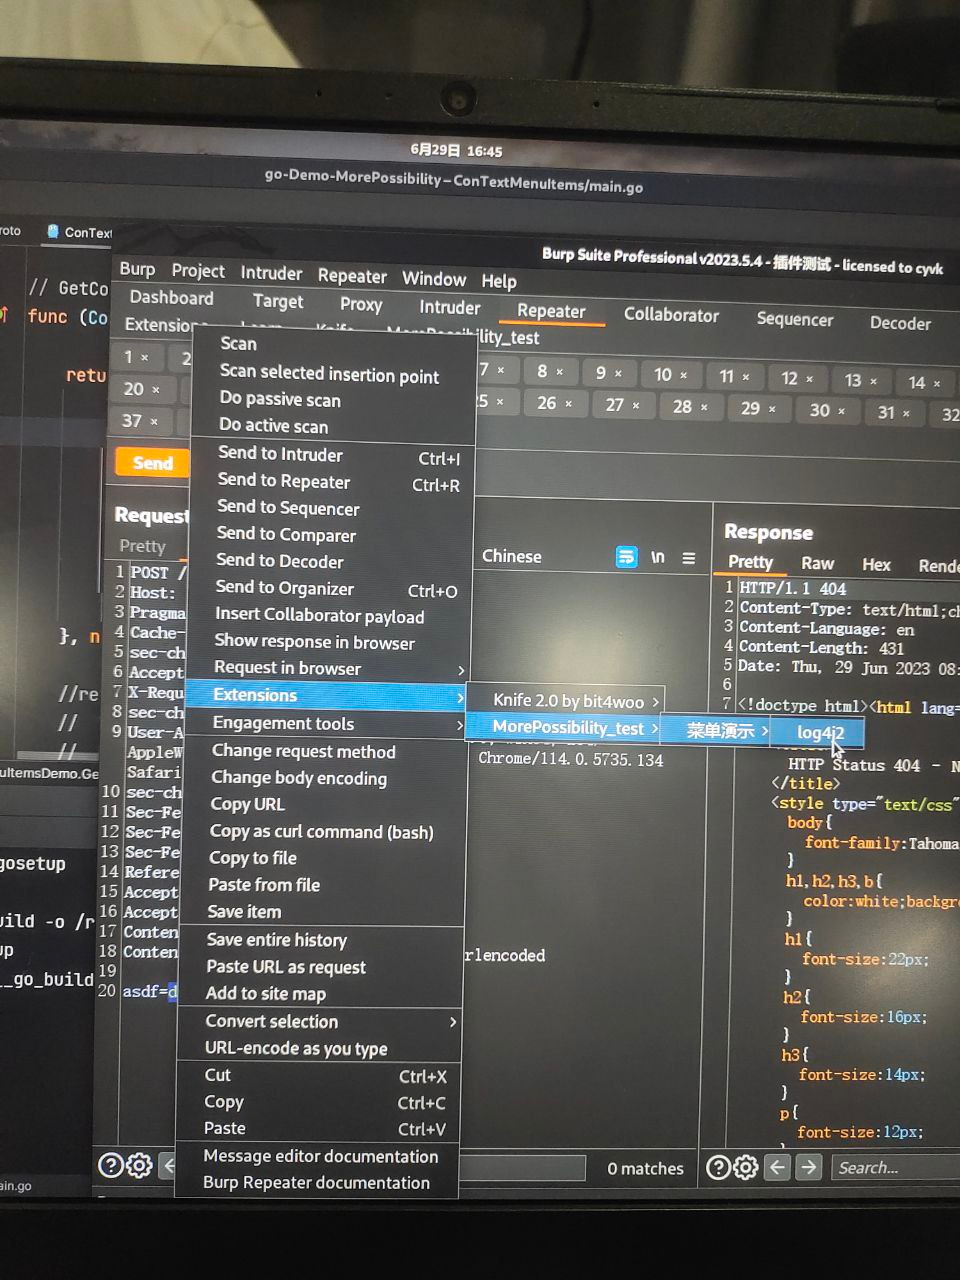 6月29日 16:45
go-Demo-MorePossibility – ConTextMenuItems/main.go
roto
ConText
Burp Suite Professional v2023.5.4 - 插件测试 - licensed to cyvk
Burp Project Intruder Repeater Window Help
Dashboard Target Proxy Intruder Repeater Collaborator Sequencer Decoder
Extensions Learn Knife MorePossibility_test
1 × 2 7 × 8 × 9 × 10 × 11 × 12 × 13 × 14 ×
20 × 25 × 26 × 27 × 28 × 29 × 30 × 31 × 32
37 ×
// GetCo
func (Co
retu
}, n
//re
//
//
uItemsDemo.Ge
gosetup
uild -o /r
up
__go_build
ain.go
Send
Request
Pretty
Chinese
\n
1 POST /
2 Host:
3 Pragma
4 Cache-
5 sec-ch
6 Accept
7 X-Requ
8 sec-ch
9 User-A
AppleW
Chrome/114.0.5735.134
Safari
10 sec-ch
11 Sec-Fe
12 Sec-Fe
13 Sec-Fe
14 Refere
15 Accept
16 Accept
17 Conten
18 Conten
rlencoded
19
20 asdf=d
0 matches
Scan
Scan selected insertion point
Do passive scan
Do active scan
Send to Intruder Ctrl+I
Send to Repeater Ctrl+R
Send to Sequencer
Send to Comparer
Send to Decoder
Send to Organizer Ctrl+O
Insert Collaborator payload
Show response in browser
Request in browser >
Extensions >
Engagement tools >
Change request method
Change body encoding
Copy URL
Copy as curl command (bash)
Copy to file
Paste from file
Save item
Save entire history
Paste URL as request
Add to site map
Convert selection >
URL-encode as you type
Cut Ctrl+X
Copy Ctrl+C
Paste Ctrl+V
Message editor documentation
Burp Repeater documentation
Knife 2.0 by bit4woo >
MorePossibility_test >
菜单演示 >
log4j2
Response
Pretty Raw Hex Rende
1 HTTP/1.1 404
2 Content-Type: text/html;ch
3 Content-Language: en
4 Content-Length: 431
5 Date: Thu, 29 Jun 2023 08:
6
7 <!doctype html><html lang=
HTTP Status 404 - N
</title>
<style type="text/css"
body{
font-family:Tahoma
}
h1,h2,h3,b{
color:white;backgro
}
h1{
font-size:22px;
}
h2{
font-size:16px;
}
h3{
font-size:14px;
}
p{
font-size:12px;
Search...